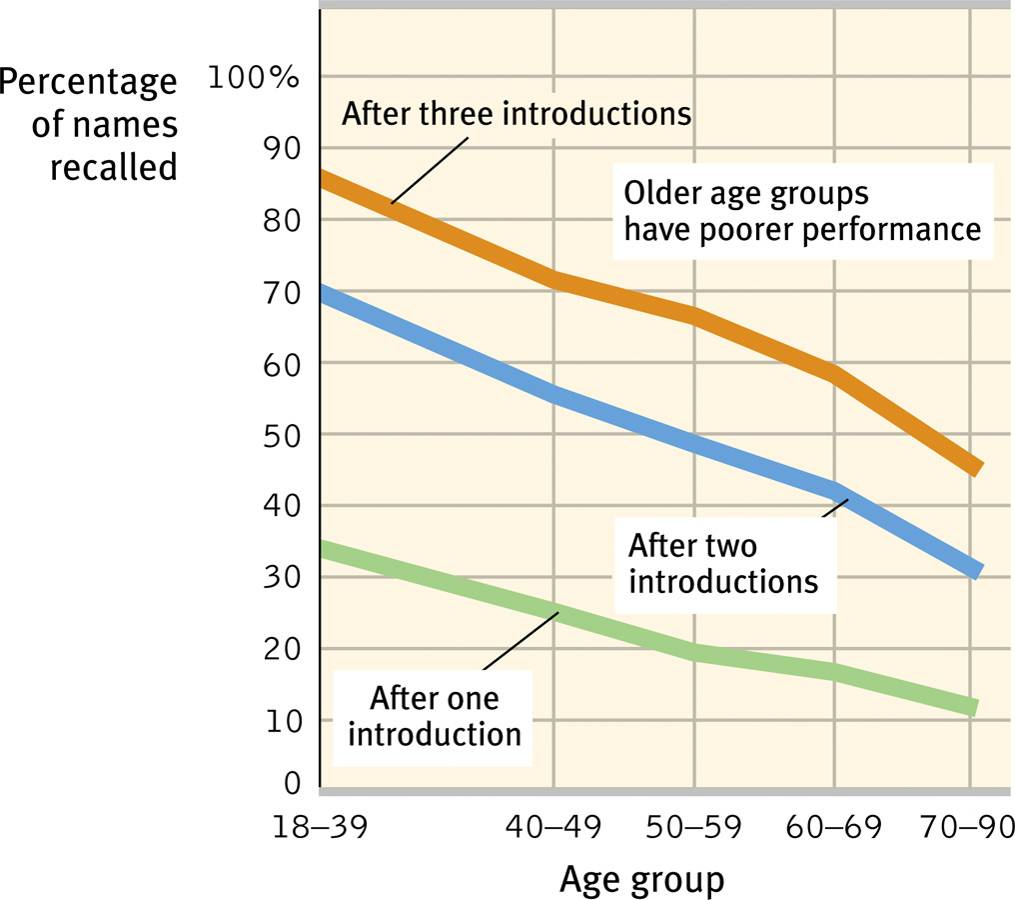 Percentage
of names
recalled
100%
90
80
70
60
50
40
30
20
10
0
After three introductions
Older age groups
have poorer performance
After two
introductions
After one
introduction
18–39
40–49
50–59
60–69
70–90
Age group